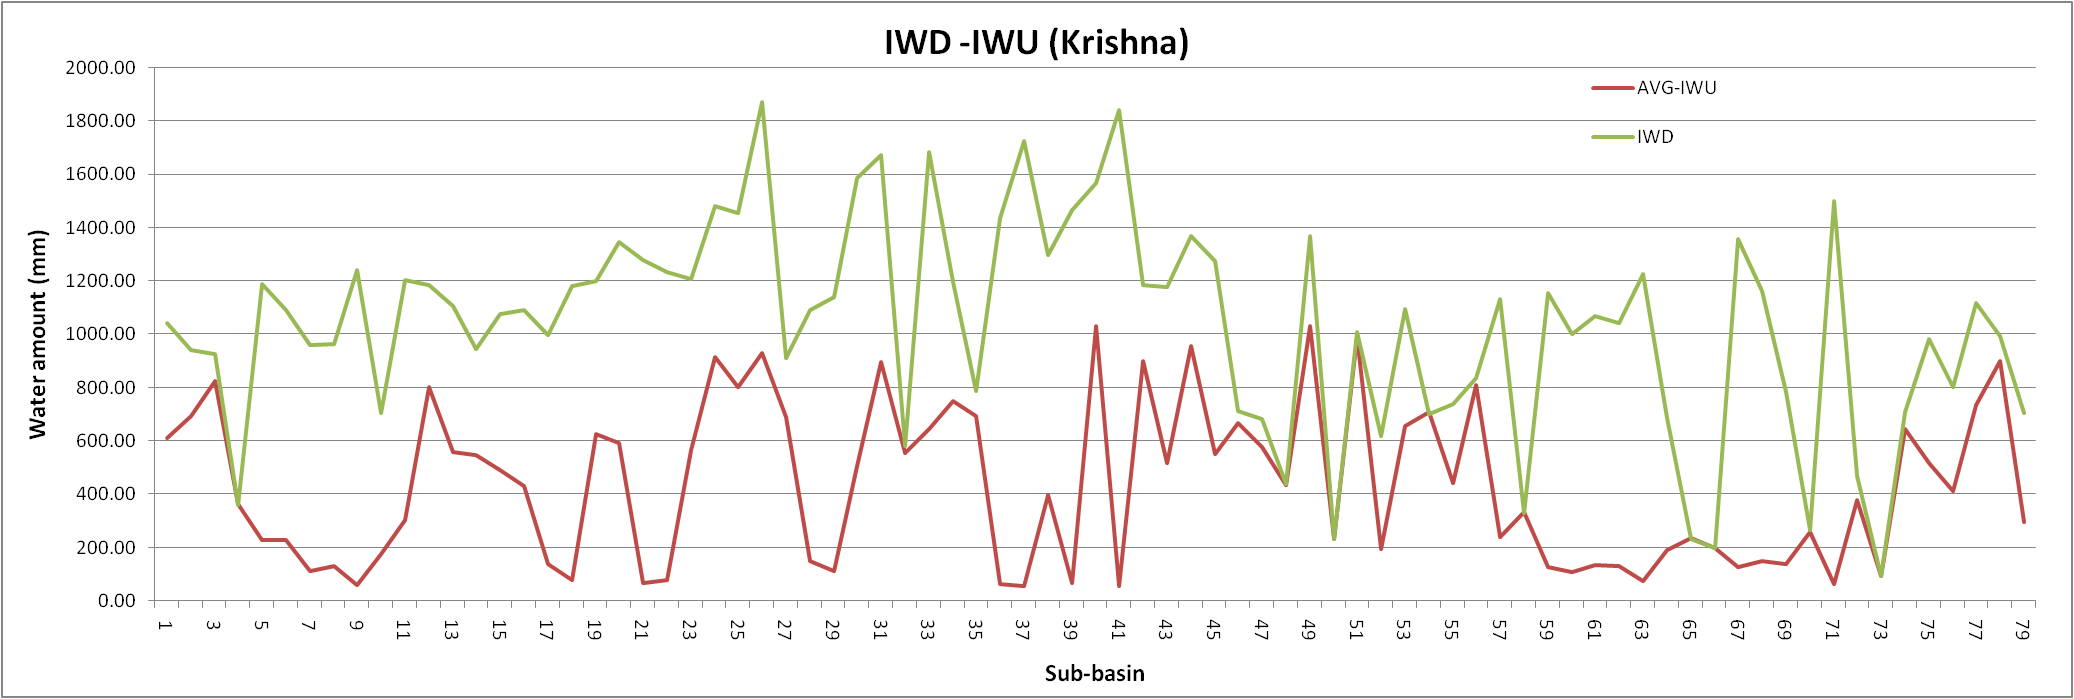 IWD -IWU (Krishna)
2000.00
1800.00
1600.00
1400.00
1200.00
1000.00
800.00
600.00
400.00
200.00
0.00
Water amount (mm)
AVG-IWU
IWD
1 3 5 7 9 11 13 15 17 19 21 23 25 27 29 31 33 35 37 39 41 43 45 47 49 51 53 55 57 59 61 63 65 67 69 71 73 75 77 79
Sub-basin